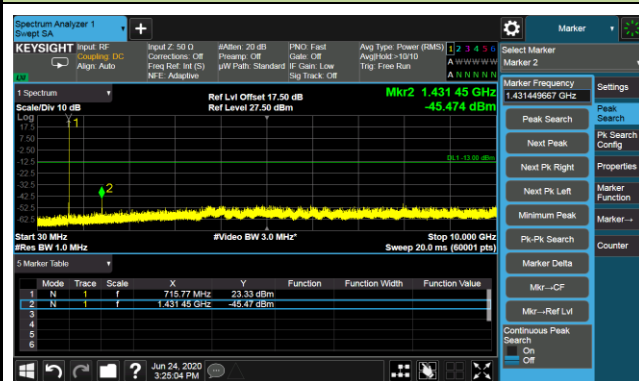 Spectrum Analyzer 1
Swept SA
+
Marker
KEYSIGHT
Input: RF
Coupling: DC
Align: Auto
Input Z: 50 Ω
Corrections: Off
Freq Ref: Int (S)
NFE: Adaptive
#Atten: 20 dB
Preamp: Off
µW Path: Standard
PNO: Fast
Gate: Off
IF Gain: Low
Sig Track: Off
Avg Type: Power (RMS)
Avg|Hold:>10/10
Trig: Free Run
1 2 3 4 5 6
A W W W W W
A N N N N N
Select Marker
Marker 2
LXI
1 Spectrum
Scale/Div 10 dB
Ref Lvl Offset 17.50 dB
Ref Level 27.50 dBm
Mkr2 1.431 45 GHz
-45.474 dBm
Log
17.5
7.50
-2.50
-12.5
-22.5
-32.5
-42.5
-52.5
-62.5
1
2
DL1 -13.00 dBm
Start 30 MHz
#Res BW 1.0 MHz
#Video BW 3.0 MHz*
Stop 10.000 GHz
Sweep 20.0 ms (60001 pts)
5 Marker Table
Mode Trace Scale X Y Function Function Width Function Value
1 N 1 f 715.77 MHz 23.33 dBm
2 N 1 f 1.431 45 GHz -45.47 dBm
3
4
5
6
Marker Frequency
1.431449667 GHz
Peak Search
Next Peak
Next Pk Right
Next Pk Left
Minimum Peak
Pk-Pk Search
Marker Delta
Mkr→CF
Mkr→Ref Lvl
Continuous Peak Search
On
Off
Settings
Peak Search
Pk Search Config
Properties
Marker Function
Marker→
Counter
?
Jun 24, 2020
3:25:04 PM